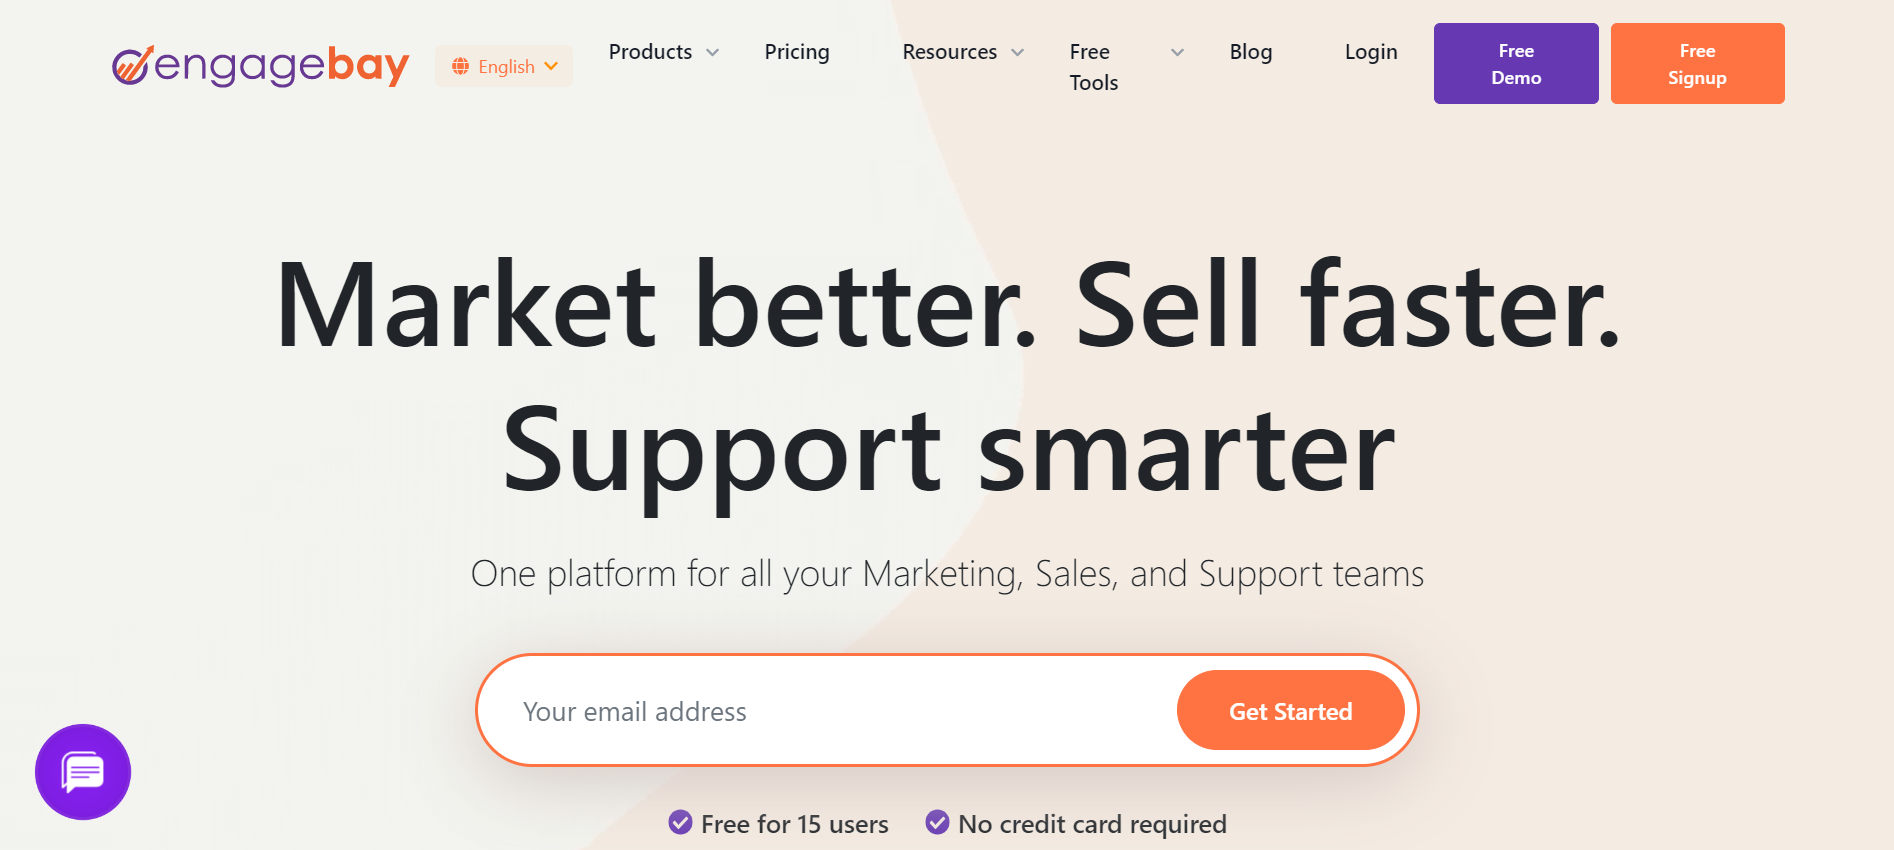 engagebay
English
Products
Pricing
Resources
Free
Tools
Blog
Login
Free
Demo
Free
Signup
Market better. Sell faster.
Support smarter
One platform for all your Marketing, Sales, and Support teams
Your email address
Get Started
Free for 15 users
No credit card required